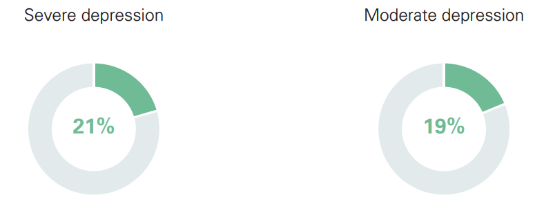 Severe depression
Moderate depression
21%
19%